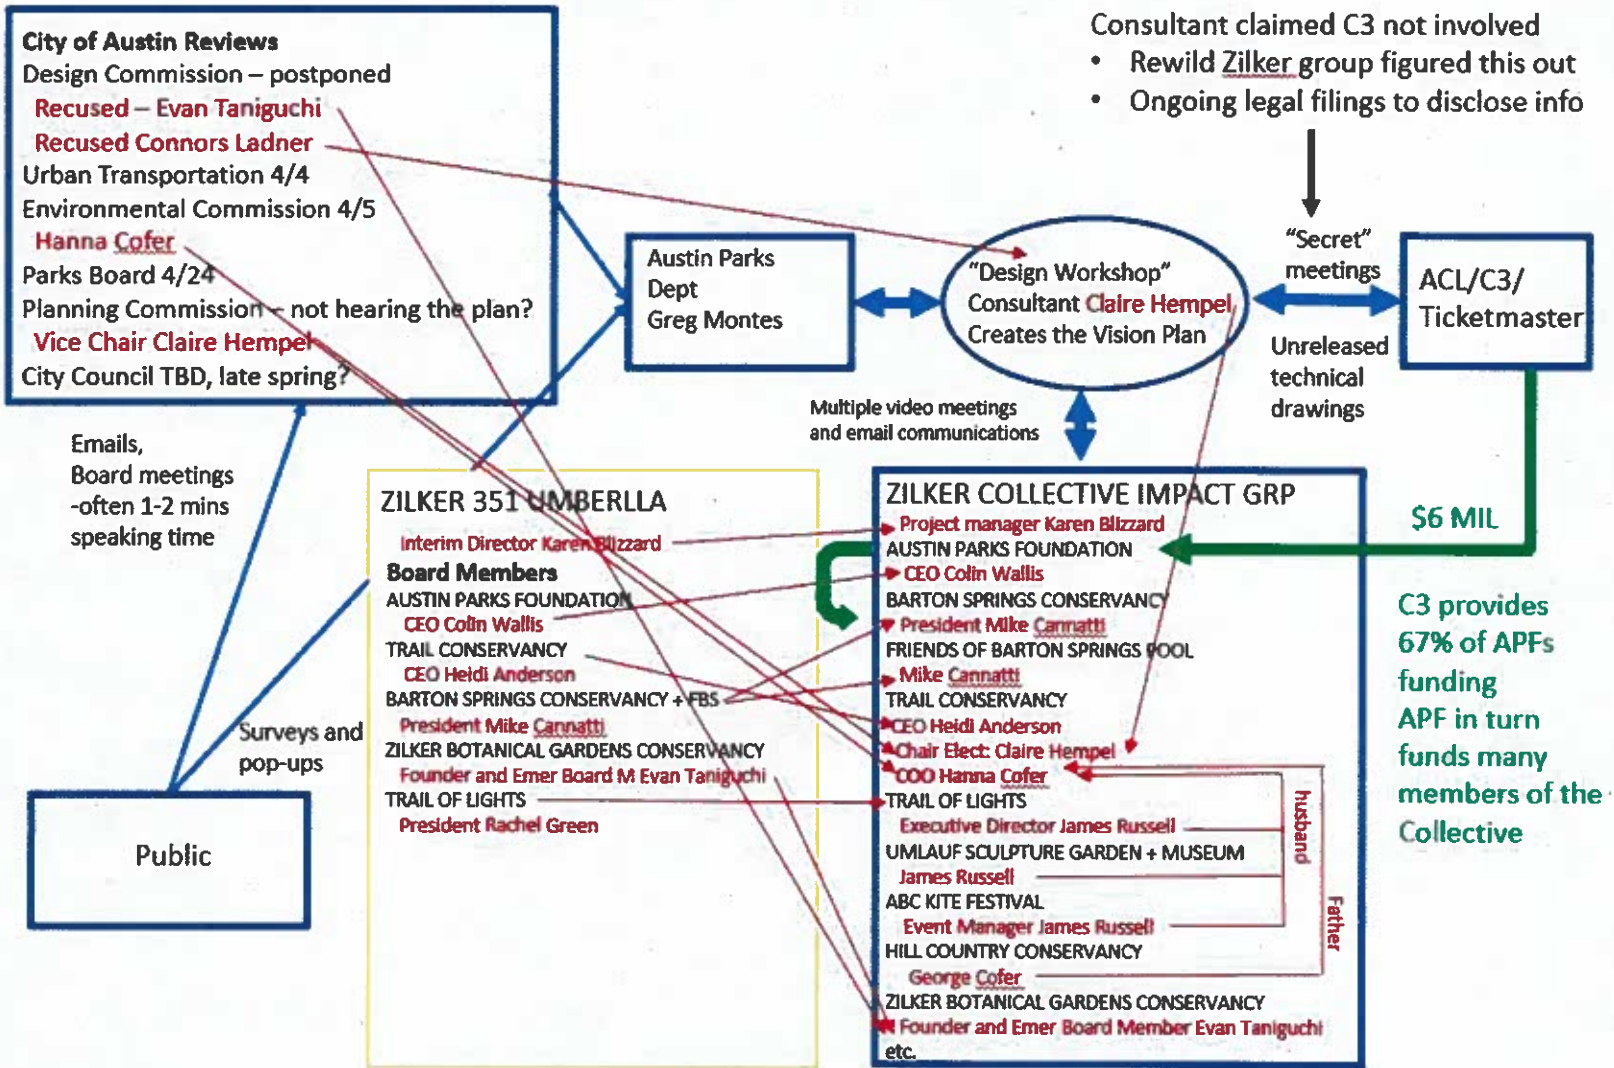 City of Austin Reviews
Design Commission – postponed
Recused – Evan Taniguchi
Recused Connors Ladner
Urban Transportation 4/4
Environmental Commission 4/5
Hanna Cofer
Parks Board 4/24
Planning Commission – not hearing the plan?
Vice Chair Claire Hempel
City Council TBD, late spring?
Consultant claimed C3 not involved
• Rewild Zilker group figured this out
• Ongoing legal filings to disclose info
Austin Parks
Dept
Greg Montes
"Design Workshop"
Consultant Claire Hempel
Creates the Vision Plan
"Secret"
meetings
Unreleased
technical
drawings
ACL/C3/
Ticketmaster
Multiple video meetings
and email communications
Emails,
Board meetings
-often 1-2 mins
speaking time
Surveys and
pop-ups
Public
ZILKER 351 UMBERLLA
Interim Director Karen Blizzard
Board Members
AUSTIN PARKS FOUNDATION
CEO Colin Wallis
TRAIL CONSERVANCY
CEO Heidi Anderson
BARTON SPRINGS CONSERVANCY + FBS
President Mike Cannatti
ZILKER BOTANICAL GARDENS CONSERVANCY
Founder and Emer Board M Evan Taniguchi
TRAIL OF LIGHTS
President Rachel Green
ZILKER COLLECTIVE IMPACT GRP
Project manager Karen Blizzard
AUSTIN PARKS FOUNDATION
CEO Colin Wallis
BARTON SPRINGS CONSERVANCY
President Mike Cannatti
FRIENDS OF BARTON SPRINGS POOL
Mike Cannatti
TRAIL CONSERVANCY
CEO Heidi Anderson
Chair Elect: Claire Hempel
COO Hanna Cofer
TRAIL OF LIGHTS
Executive Director James Russell
UMLAUF SCULPTURE GARDEN + MUSEUM
James Russell
ABC KITE FESTIVAL
Event Manager James Russell
HILL COUNTRY CONSERVANCY
George Cofer
ZILKER BOTANICAL GARDENS CONSERVANCY
Founder and Emer Board Member Evan Taniguchi
etc.
husband
Father
$6 MIL
C3 provides
67% of APFs
funding
APF in turn
funds many
members of the
Collective